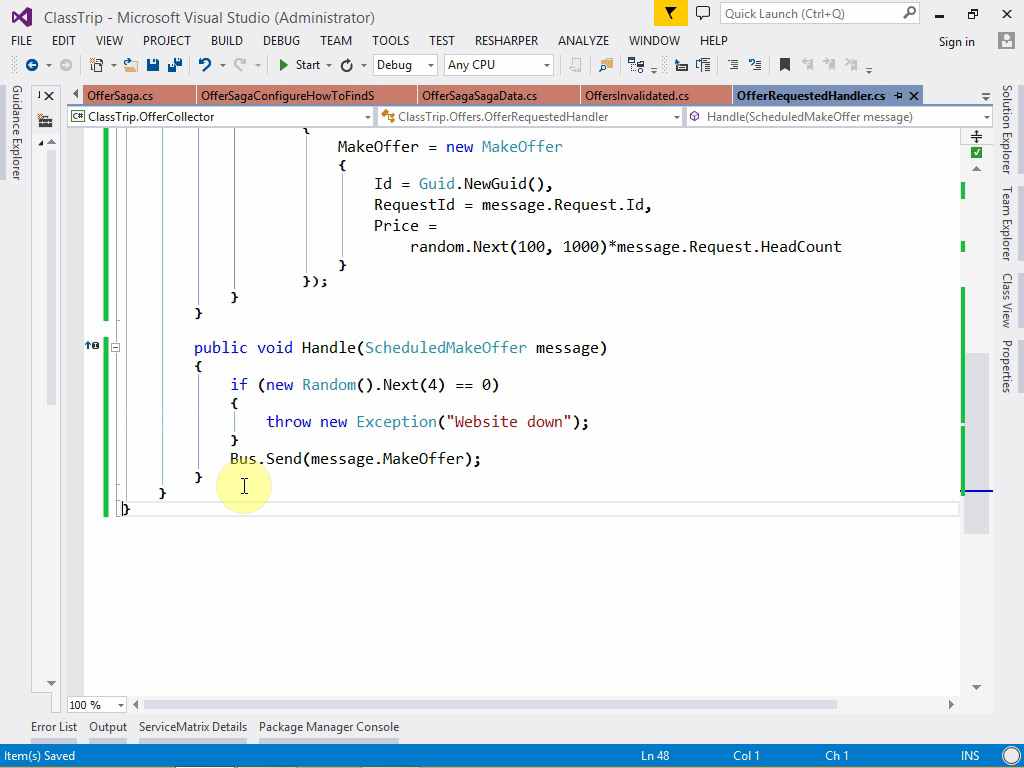 ClassTrip - Microsoft Visual Studio (Administrator)
Quick Launch (Ctrl+Q)
FILE EDIT VIEW PROJECT BUILD DEBUG TEAM TOOLS TEST RESHARPER ANALYZE WINDOW HELP
Sign in
Start Debug Any CPU
Guidance Explorer
OfferSaga.cs OfferSagaConfigureHowToFindS OfferSagaSagaData.cs OffersInvalidated.cs OfferRequestedHandler.cs
C# ClassTrip.OfferCollector ClassTrip.Offers.OfferRequestedHandler Handle(ScheduledMakeOffer message)
{
MakeOffer = new MakeOffer
{
Id = Guid.NewGuid(),
RequestId = message.Request.Id,
Price =
random.Next(100, 1000)*message.Request.HeadCount
}
});
}
}
public void Handle(ScheduledMakeOffer message)
{
if (new Random().Next(4) == 0)
{
throw new Exception("Website down");
}
Bus.Send(message.MakeOffer);
}
}
}
Solution Explorer
Team Explorer
Class View
Properties
100 %
Error List Output ServiceMatrix Details Package Manager Console
Item(s) Saved Ln 48 Col 1 Ch 1 INS